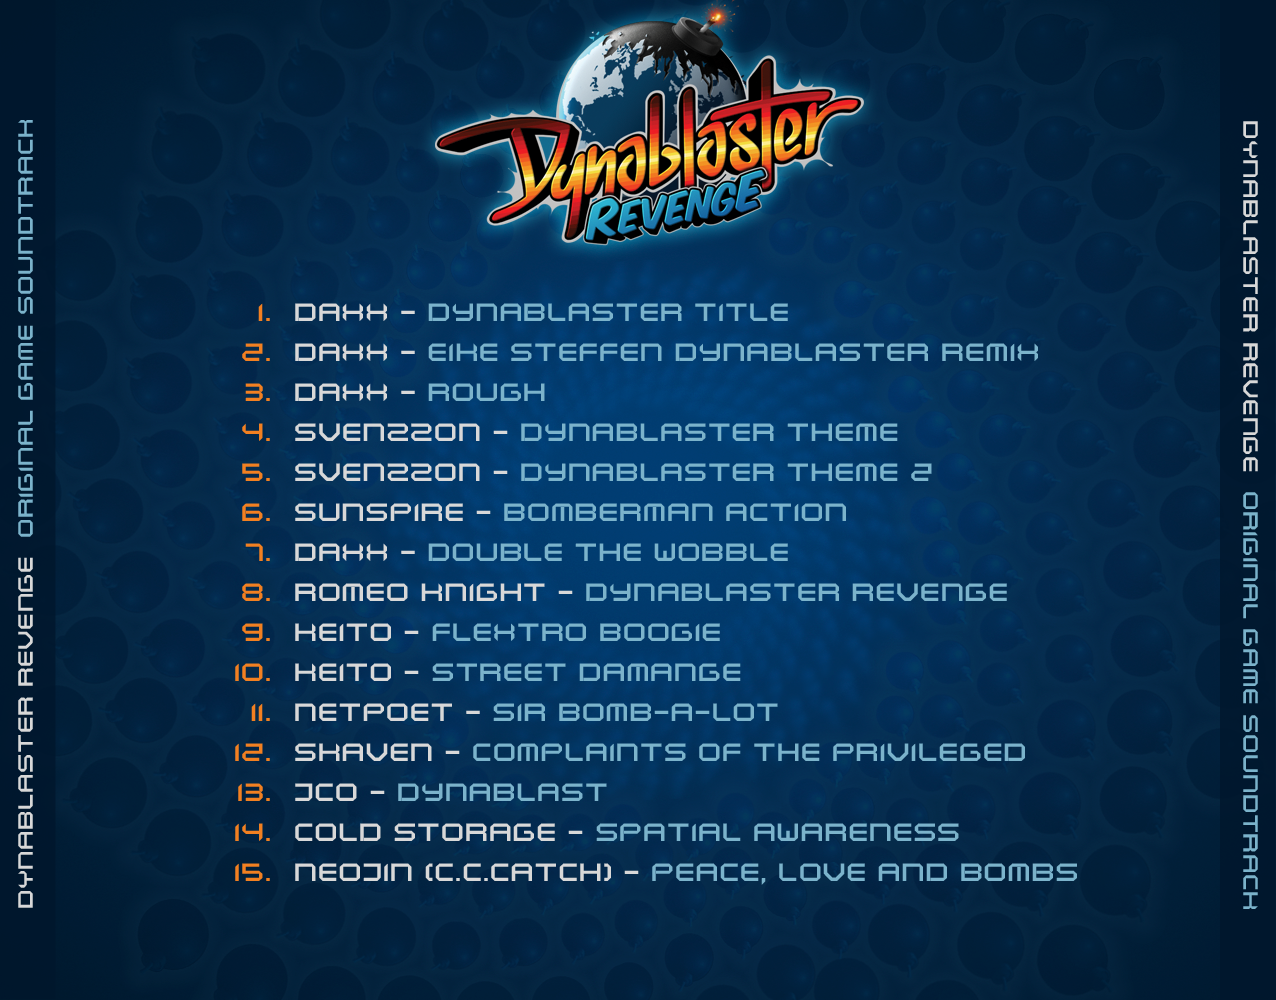 Dynablaster
REVENGE
1. DAXX - DYNABLASTER TITLE
2. DAXX - EIKE STEFFEN DYNABLASTER REMIX
3. DAXX - ROUGH
4. SVENZZON - DYNABLASTER THEME
5. SVENZZON - DYNABLASTER THEME 2
6. SUNSPIRE - BOMBERMAN ACTION
7. DAXX - DOUBLE THE WOBBLE
8. ROMEO KNIGHT - DYNABLASTER REVENGE
9. KEITO - FLEXTRO BOOGIE
10. KEITO - STREET DAMANGE
11. NETPOET - SIR BOMB-A-LOT
12. SKAVEN - COMPLAINTS OF THE PRIVILEGED
13. JCO - DYNABLAST
14. COLD STORAGE - SPATIAL AWARENESS
15. NEOJIN (C.C.CATCH) - PEACE, LOVE AND BOMBS
DYNABLASTER REVENGE ORIGINAL GAME SOUNDTRACK
DYNABLASTER REVENGE ORIGINAL GAME SOUNDTRACK